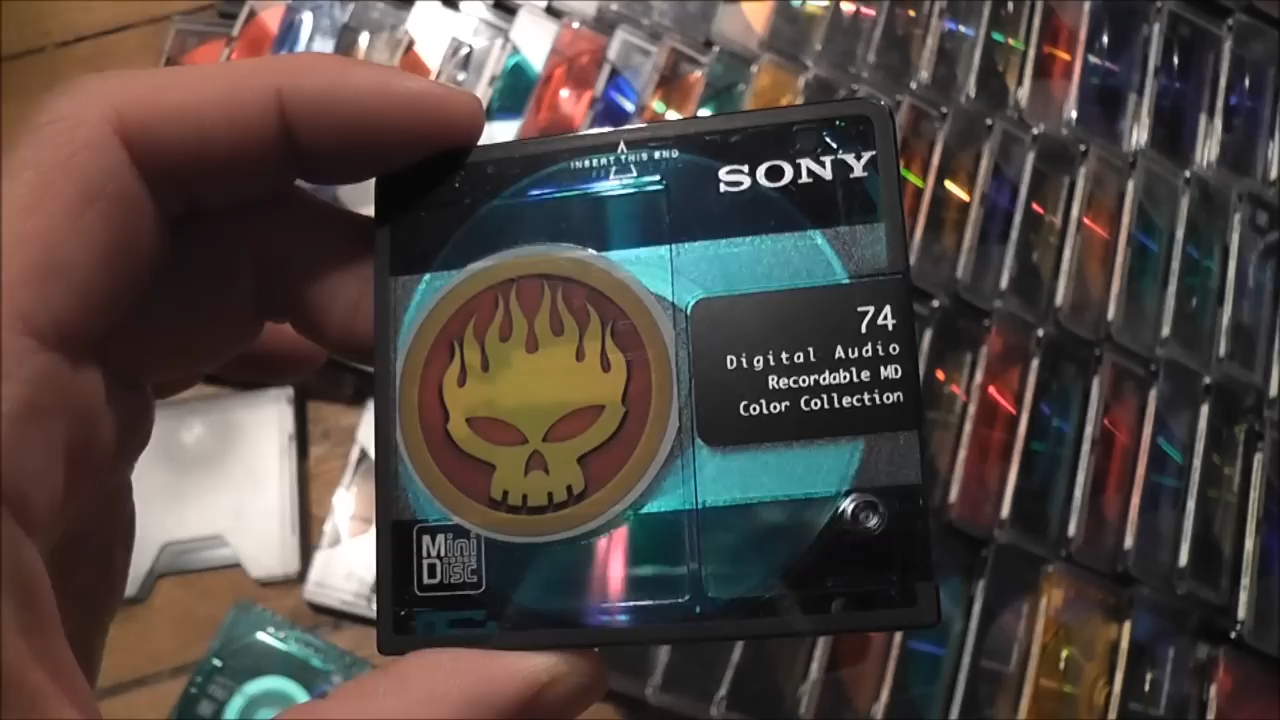 INSERT THIS END
SONY
74
Digital Audio
Recordable MD
Color Collection
Mini
Disc